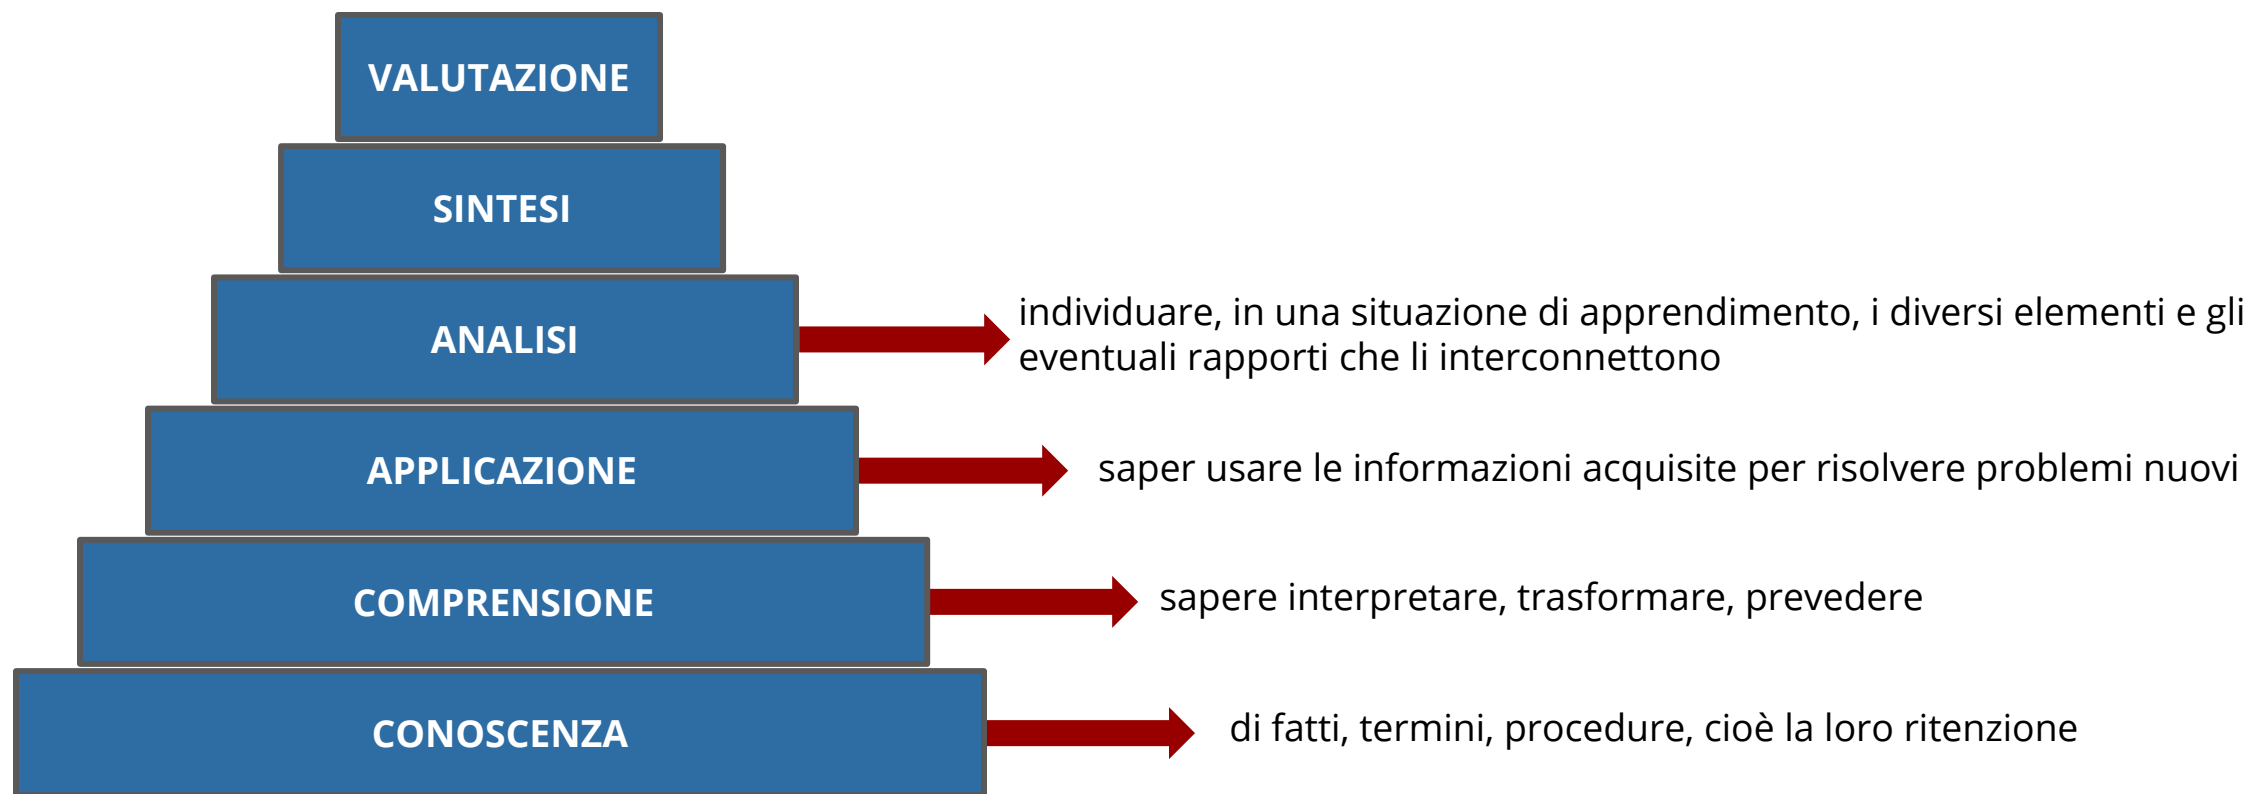 VALUTAZIONE
SINTESI
ANALISI
individuare, in una situazione di apprendimento, i diversi elementi e gli
eventuali rapporti che li interconnettono
APPLICAZIONE
saper usare le informazioni acquisite per risolvere problemi nuovi
COMPRENSIONE
sapere interpretare, trasformare, prevedere
CONOSCENZA
di fatti, termini, procedure, cioè la loro ritenzione